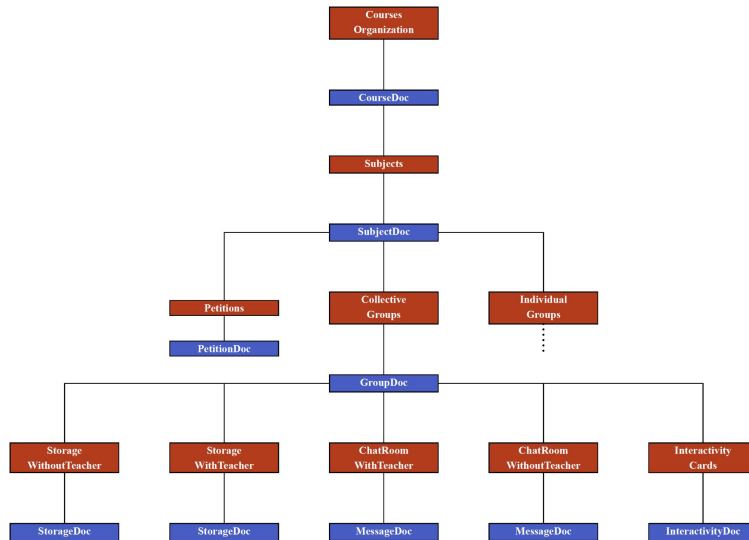 Courses
Organization
CourseDoc
Subjects
SubjectDoc
Petitions
Collective
Groups
Individual
Groups
PetitionDoc
GroupDoc
Storage
WithoutTeacher
Storage
WithTeacher
ChatRoom
WithTeacher
ChatRoom
WithoutTeacher
Interactivity
Cards
StorageDoc
StorageDoc
MessageDoc
MessageDoc
InteractivityDoc